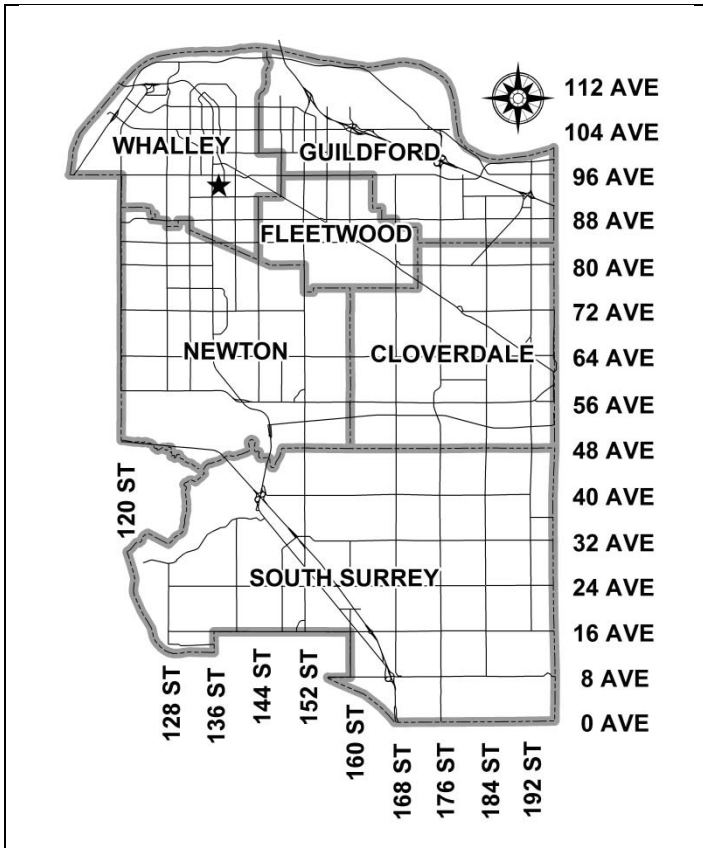 112 AVE
104 AVE
WHALLEY
GUILDFORD
96 AVE
88 AVE
FLEETWOOD
80 AVE
72 AVE
NEWTON
CLOVERDALE
64 AVE
56 AVE
48 AVE
120 ST
40 AVE
32 AVE
SOUTH SURREY
24 AVE
16 AVE
8 AVE
0 AVE
128 ST
136 ST
144 ST
152 ST
160 ST
168 ST
176 ST
184 ST
192 ST